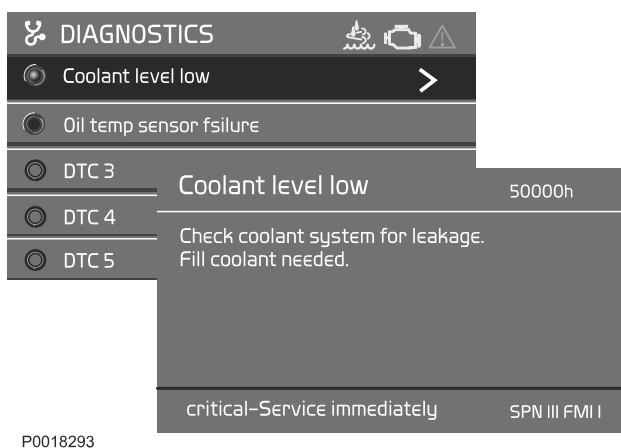 DIAGNOSTICS
Coolant level low
Oil temp sensor fsilure
DTC 3
DTC 4
DTC 5
Coolant level low 50000h
Check coolant system for leakage.
Fill coolant needed.
critical-Service immediately SPN III FMI I
P0018293